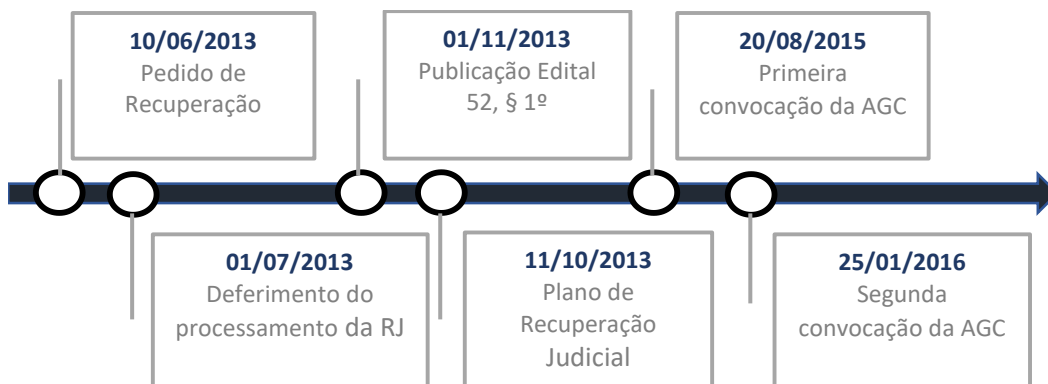 10/06/2013
Pedido de
Recuperação
01/11/2013
Publicação Edital
52, § 1º
20/08/2015
Primeira
convocação da AGC
01/07/2013
Deferimento do
processamento da RJ
11/10/2013
Plano de
Recuperação
Judicial
25/01/2016
Segunda
convocação da AGC